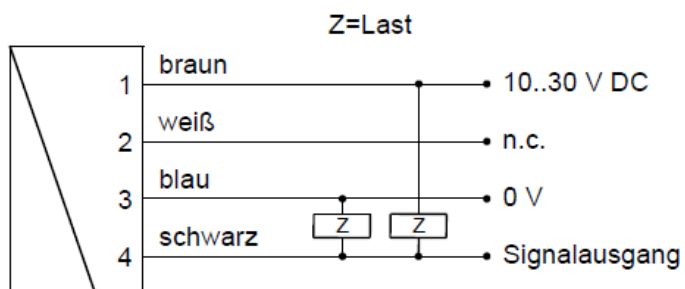 Z=Last
braun
1
10..30 V DC
weiß
2
n.c.
blau
3
0 V
Z
Z
schwarz
4
Signalausgang